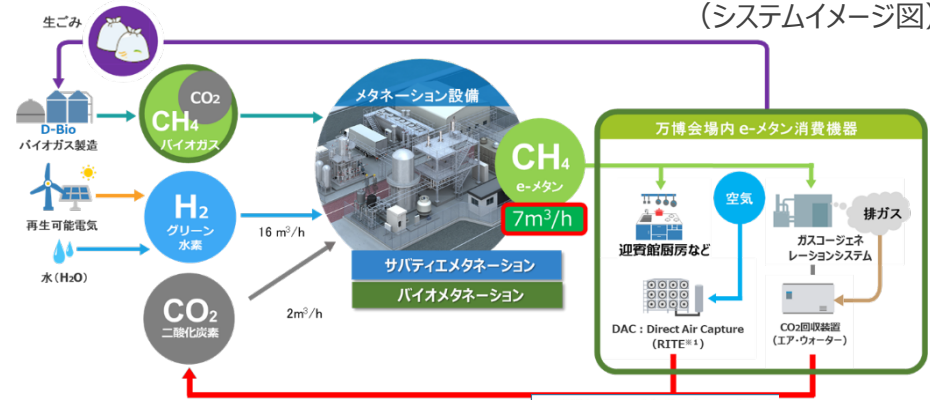 (システムイメージ図)
生ごみ
D-Bio
バイオガス製造
CO2
CH4
バイオガス
再生可能電気
水(H2O)
H2
グリーン
水素
16 m³/h
CO2
二酸化炭素
2m³/h
メタネーション設備
CH4
e-メタン
7m³/h
サバティエメタネーション
バイオメタネーション
万博会場内 e-メタン消費機器
迎賓館厨房など
空気
ガスコージェネ
レーションシステム
排ガス
DAC:Direct Air Capture
(RITE※1)
CO2回収装置
(エア・ウォーター)